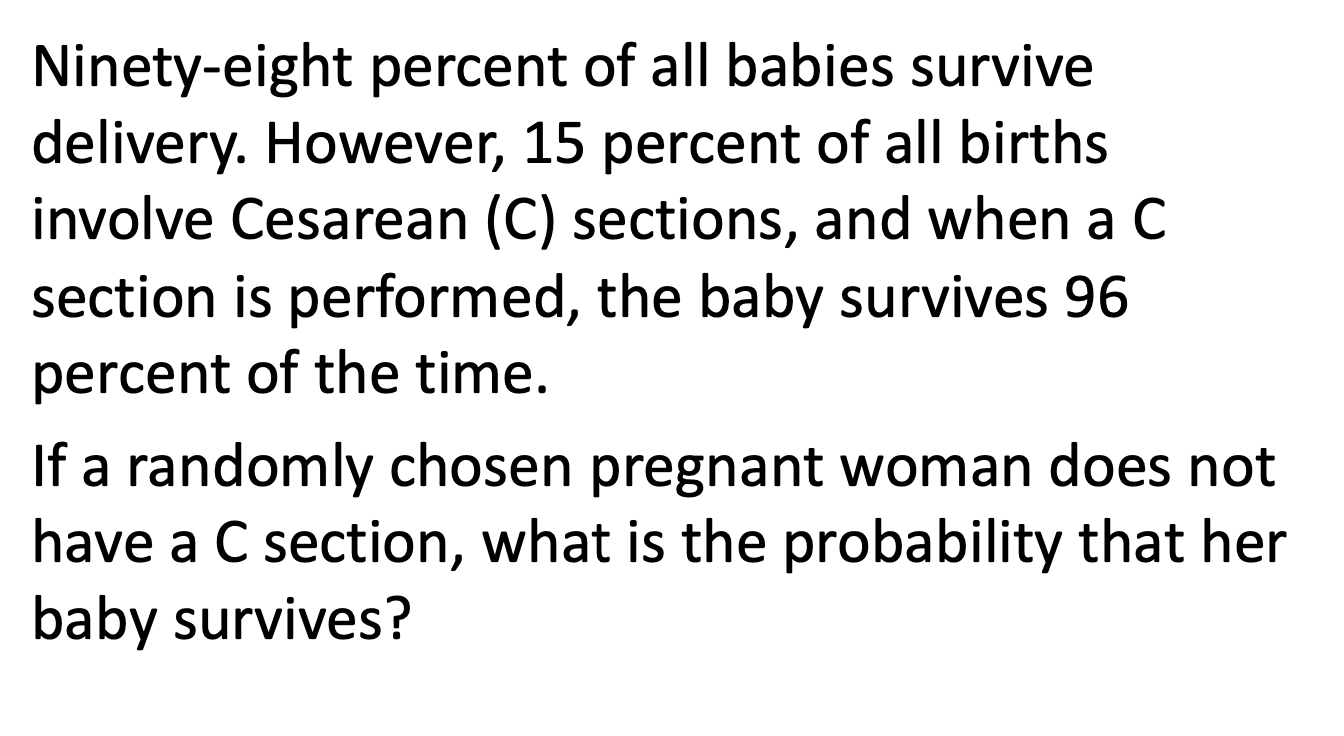 Ninety-eight percent of all babies survive
delivery. However, 15 percent of all births
involve Cesarean (C) sections, and when a C
section is performed, the baby survives 96
percent of the time.
If a randomly chosen pregnant woman does not
have a C section, what is the probability that her
baby survives?